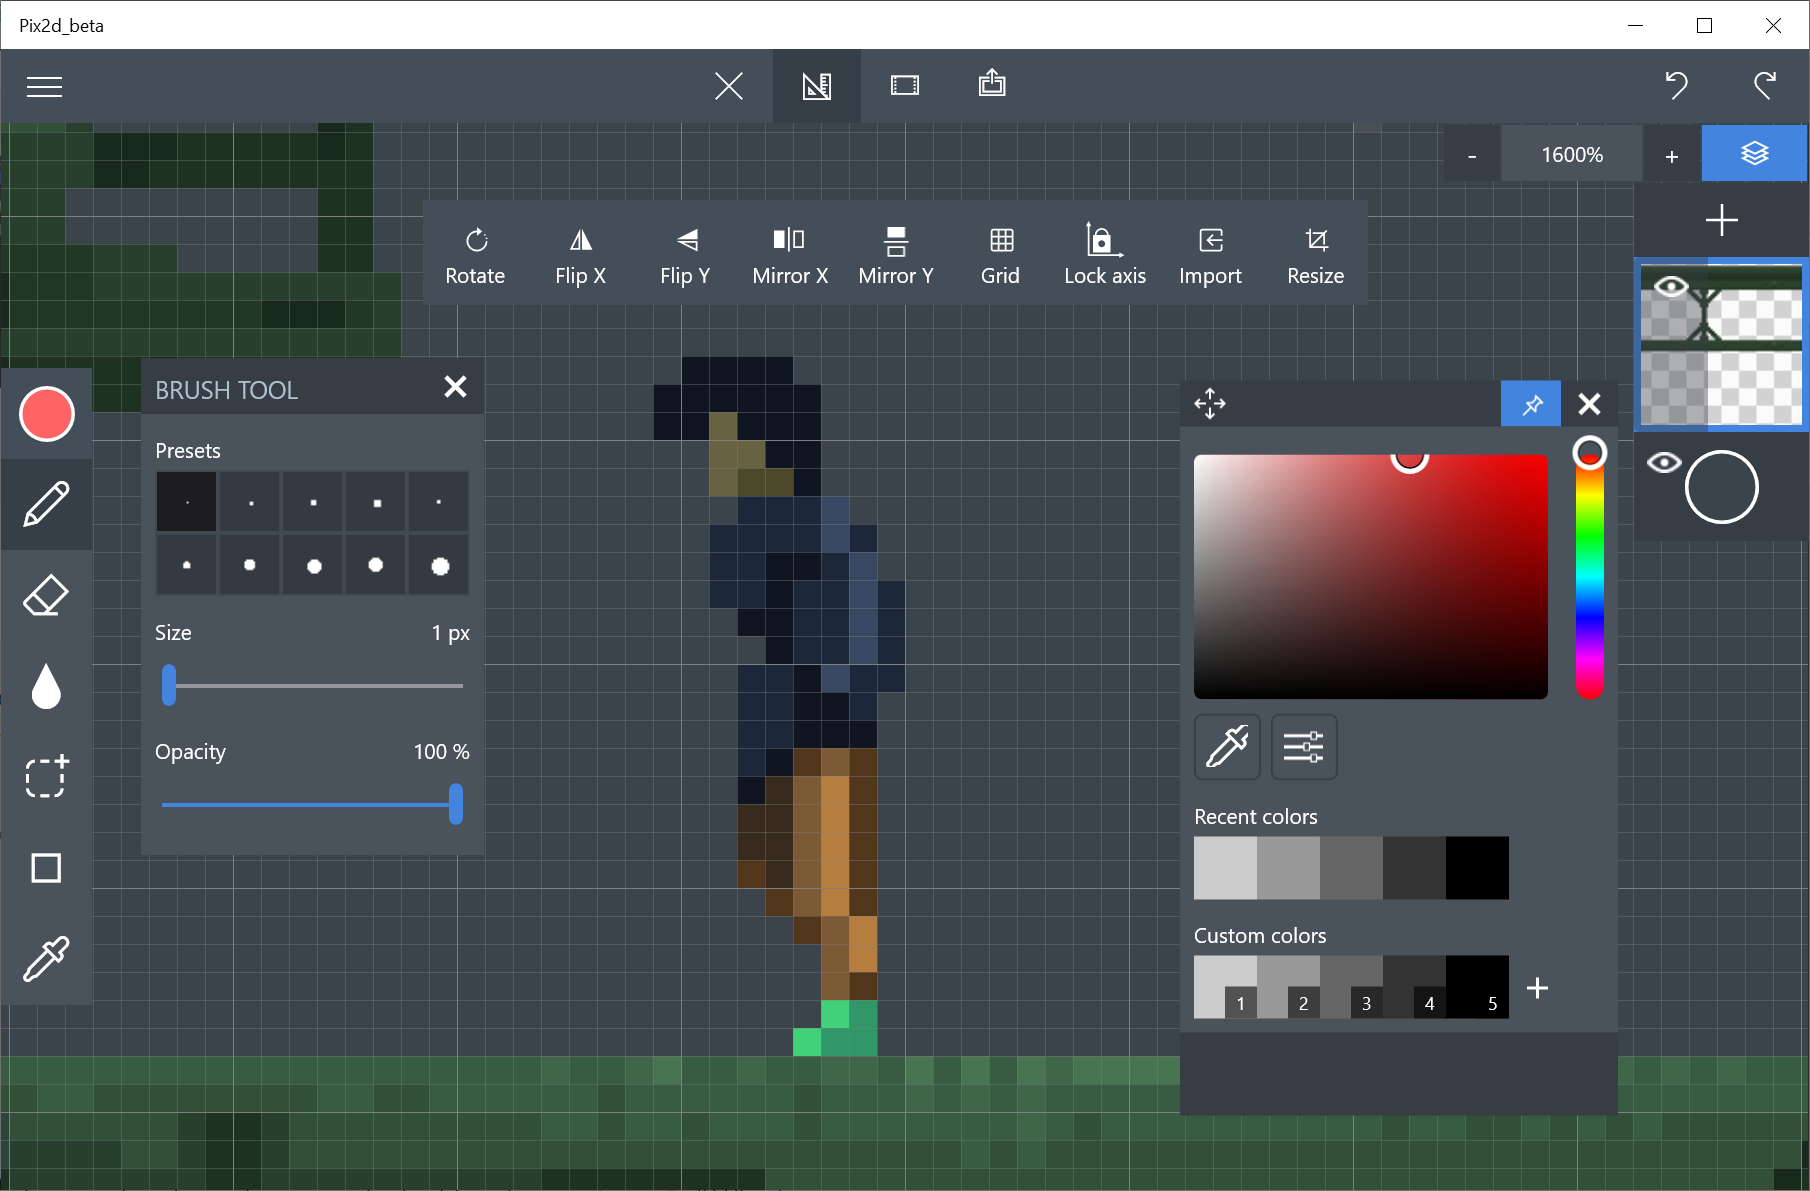 Pix2d_beta
- 1600% +
Rotate Flip X Flip Y Mirror X Mirror Y Grid Lock axis Import Resize
BRUSH TOOL
Presets
Size 1 px
Opacity 100 %
Recent colors
Custom colors
1 2 3 4 5 +